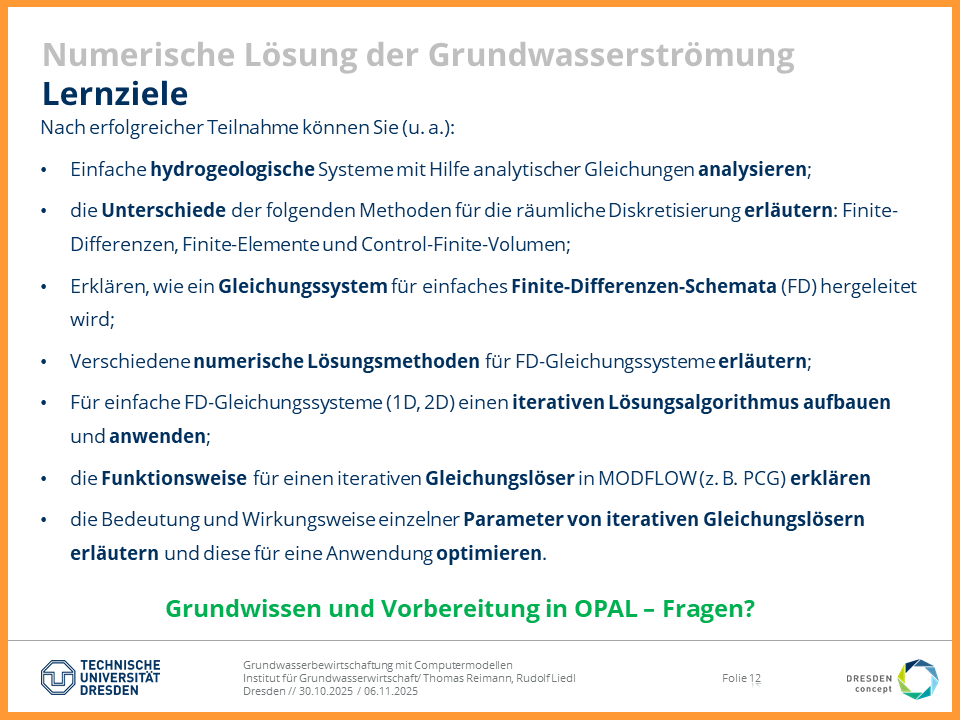 Numerische Lösung der Grundwasserströmung
Lernziele
Nach erfolgreicher Teilnahme können Sie (u. a.):
• Einfache hydrogeologische Systeme mit Hilfe analytischer Gleichungen analysieren;
• die Unterschiede der folgenden Methoden für die räumliche Diskretisierung erläutern: Finite-
Differenzen, Finite-Elemente und Control-Finite-Volumen;
• Erklären, wie ein Gleichungssystem für einfaches Finite-Differenzen-Schemata (FD) hergeleitet
wird;
• Verschiedene numerische Lösungsmethoden für FD-Gleichungssysteme erläutern;
• Für einfache FD-Gleichungssysteme (1D, 2D) einen iterativen Lösungsalgorithmus aufbauen
und anwenden;
• die Funktionsweise für einen iterativen Gleichungslöser in MODFLOW (z. B. PCG) erklären
• die Bedeutung und Wirkungsweise einzelner Parameter von iterativen Gleichungslösern
erläutern und diese für eine Anwendung optimieren.
Grundwissen und Vorbereitung in OPAL – Fragen?
TECHNISCHE
UNIVERSITÄT
DRESDEN
Grundwasserbewirtschaftung mit Computermodellen
Institut für Grundwasserwirtschaft/ Thomas Reimann, Rudolf Liedl
Dresden // 30.10.2025 / 06.11.2025
Folie 12
DRESDEN
concept